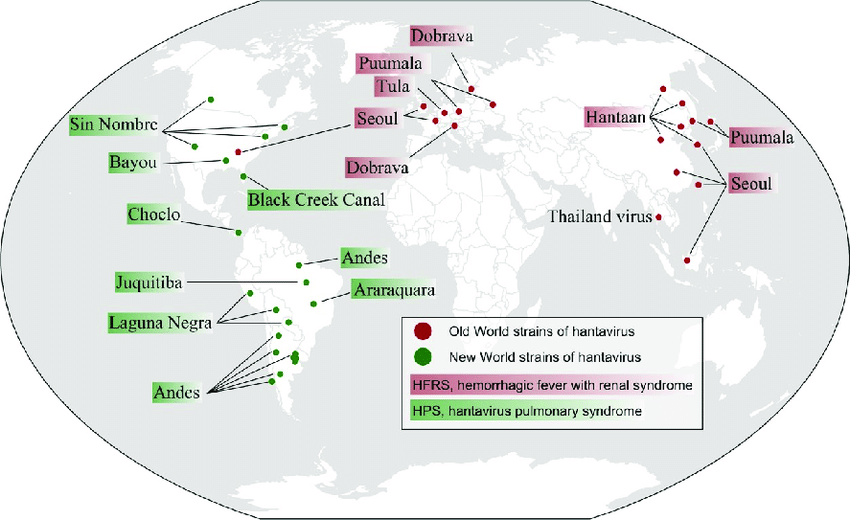 Dobrava
Puumala
Tula
Sin Nombre
Seoul
Hantaan
Puumala
Bayou
Dobrava
Seoul
Black Creek Canal
Choclo
Thailand virus
Andes
Juquitiba
Araraquara
Laguna Negra
Andes
Old World strains of hantavirus
New World strains of hantavirus
HFRS, hemorrhagic fever with renal syndrome
HPS, hantavirus pulmonary syndrome